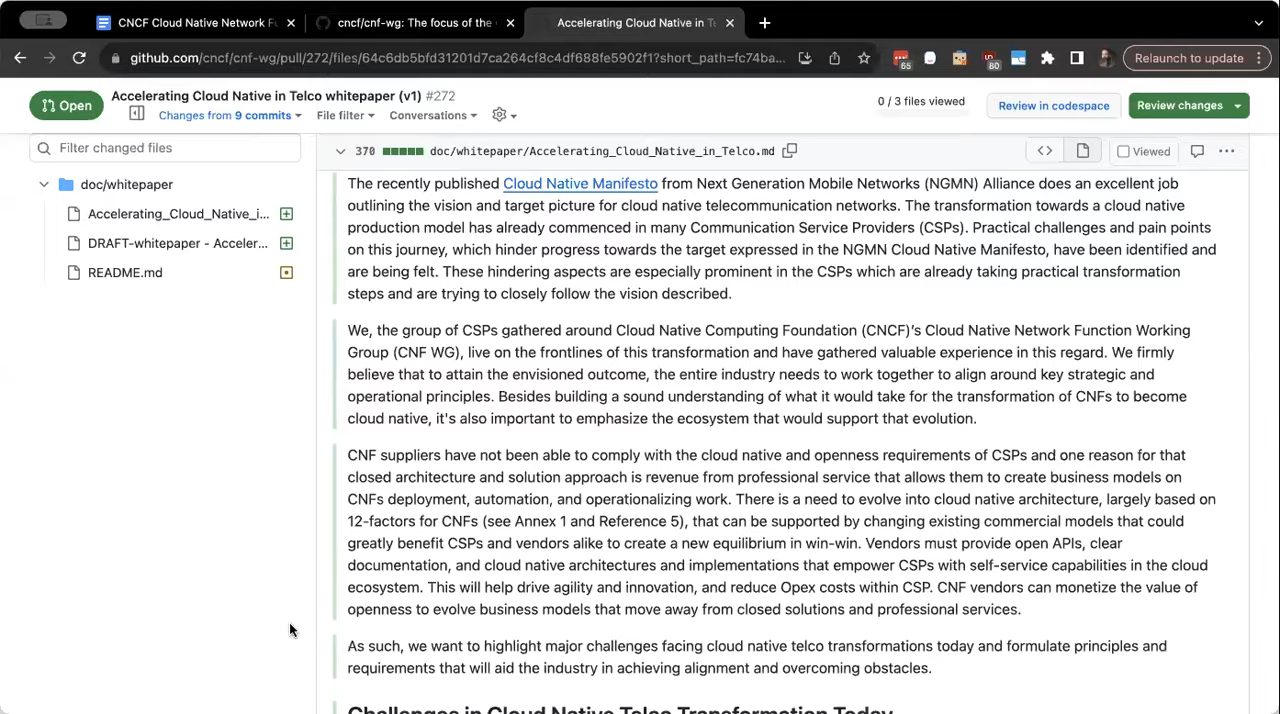 CNCF Cloud Native Network F
cncf/cnf-wg: The focus of the
Accelerating Cloud Native in Te
github.com/cncf/cnf-wg/pull/272/files/64c6db5bfd31201d7ca264cf8c4df688fe5902f1?short_path=fc74ba...
65
80
Relaunch to update
Open
Accelerating Cloud Native in Telco whitepaper (v1) #272
Changes from 9 commits
File filter
Conversations
0 / 3 files viewed
Review in codespace
Review changes
Filter changed files
doc/whitepaper
Accelerating_Cloud_Native_i...
DRAFT-whitepaper - Acceler...
README.md
370 doc/whitepaper/Accelerating_Cloud_Native_in_Telco.md
Viewed
The recently published Cloud Native Manifesto from Next Generation Mobile Networks (NGMN) Alliance does an excellent job
outlining the vision and target picture for cloud native telecommunication networks. The transformation towards a cloud native
production model has already commenced in many Communication Service Providers (CSPs). Practical challenges and pain points
on this journey, which hinder progress towards the target expressed in the NGMN Cloud Native Manifesto, have been identified and
are being felt. These hindering aspects are especially prominent in the CSPs which are already taking practical transformation
steps and are trying to closely follow the vision described.
We, the group of CSPs gathered around Cloud Native Computing Foundation (CNCF)'s Cloud Native Network Function Working
Group (CNF WG), live on the frontlines of this transformation and have gathered valuable experience in this regard. We firmly
believe that to attain the envisioned outcome, the entire industry needs to work together to align around key strategic and
operational principles. Besides building a sound understanding of what it would take for the transformation of CNFs to become
cloud native, it's also important to emphasize the ecosystem that would support that evolution.
CNF suppliers have not been able to comply with the cloud native and openness requirements of CSPs and one reason for that
closed architecture and solution approach is revenue from professional service that allows them to create business models on
CNFs deployment, automation, and operationalizing work. There is a need to evolve into cloud native architecture, largely based on
12-factors for CNFs (see Annex 1 and Reference 5), that can be supported by changing existing commercial models that could
greatly benefit CSPs and vendors alike to create a new equilibrium in win-win. Vendors must provide open APIs, clear
documentation, and cloud native architectures and implementations that empower CSPs with self-service capabilities in the cloud
ecosystem. This will help drive agility and innovation, and reduce Opex costs within CSP. CNF vendors can monetize the value of
openness to evolve business models that move away from closed solutions and professional services.
As such, we want to highlight major challenges facing cloud native telco transformations today and formulate principles and
requirements that will aid the industry in achieving alignment and overcoming obstacles.
Challenges in Cloud Native Telco Transformation Today